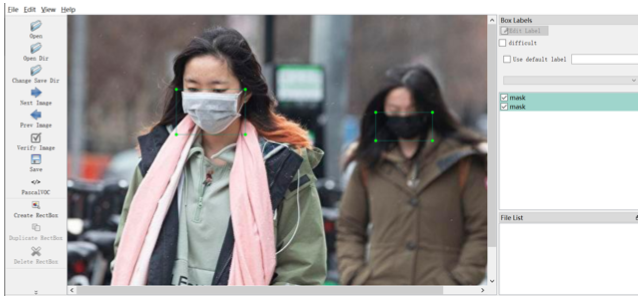 File Edit View Help
Open
Open Dir
Change Save Dir
Next Image
Prev Image
Verify Image
Save
</>
PascalVOC
Create RectBox
Duplicate RectBox
Delete RectBox
Box Labels
Edit Label
difficult
Use default label
mask
mask
File List